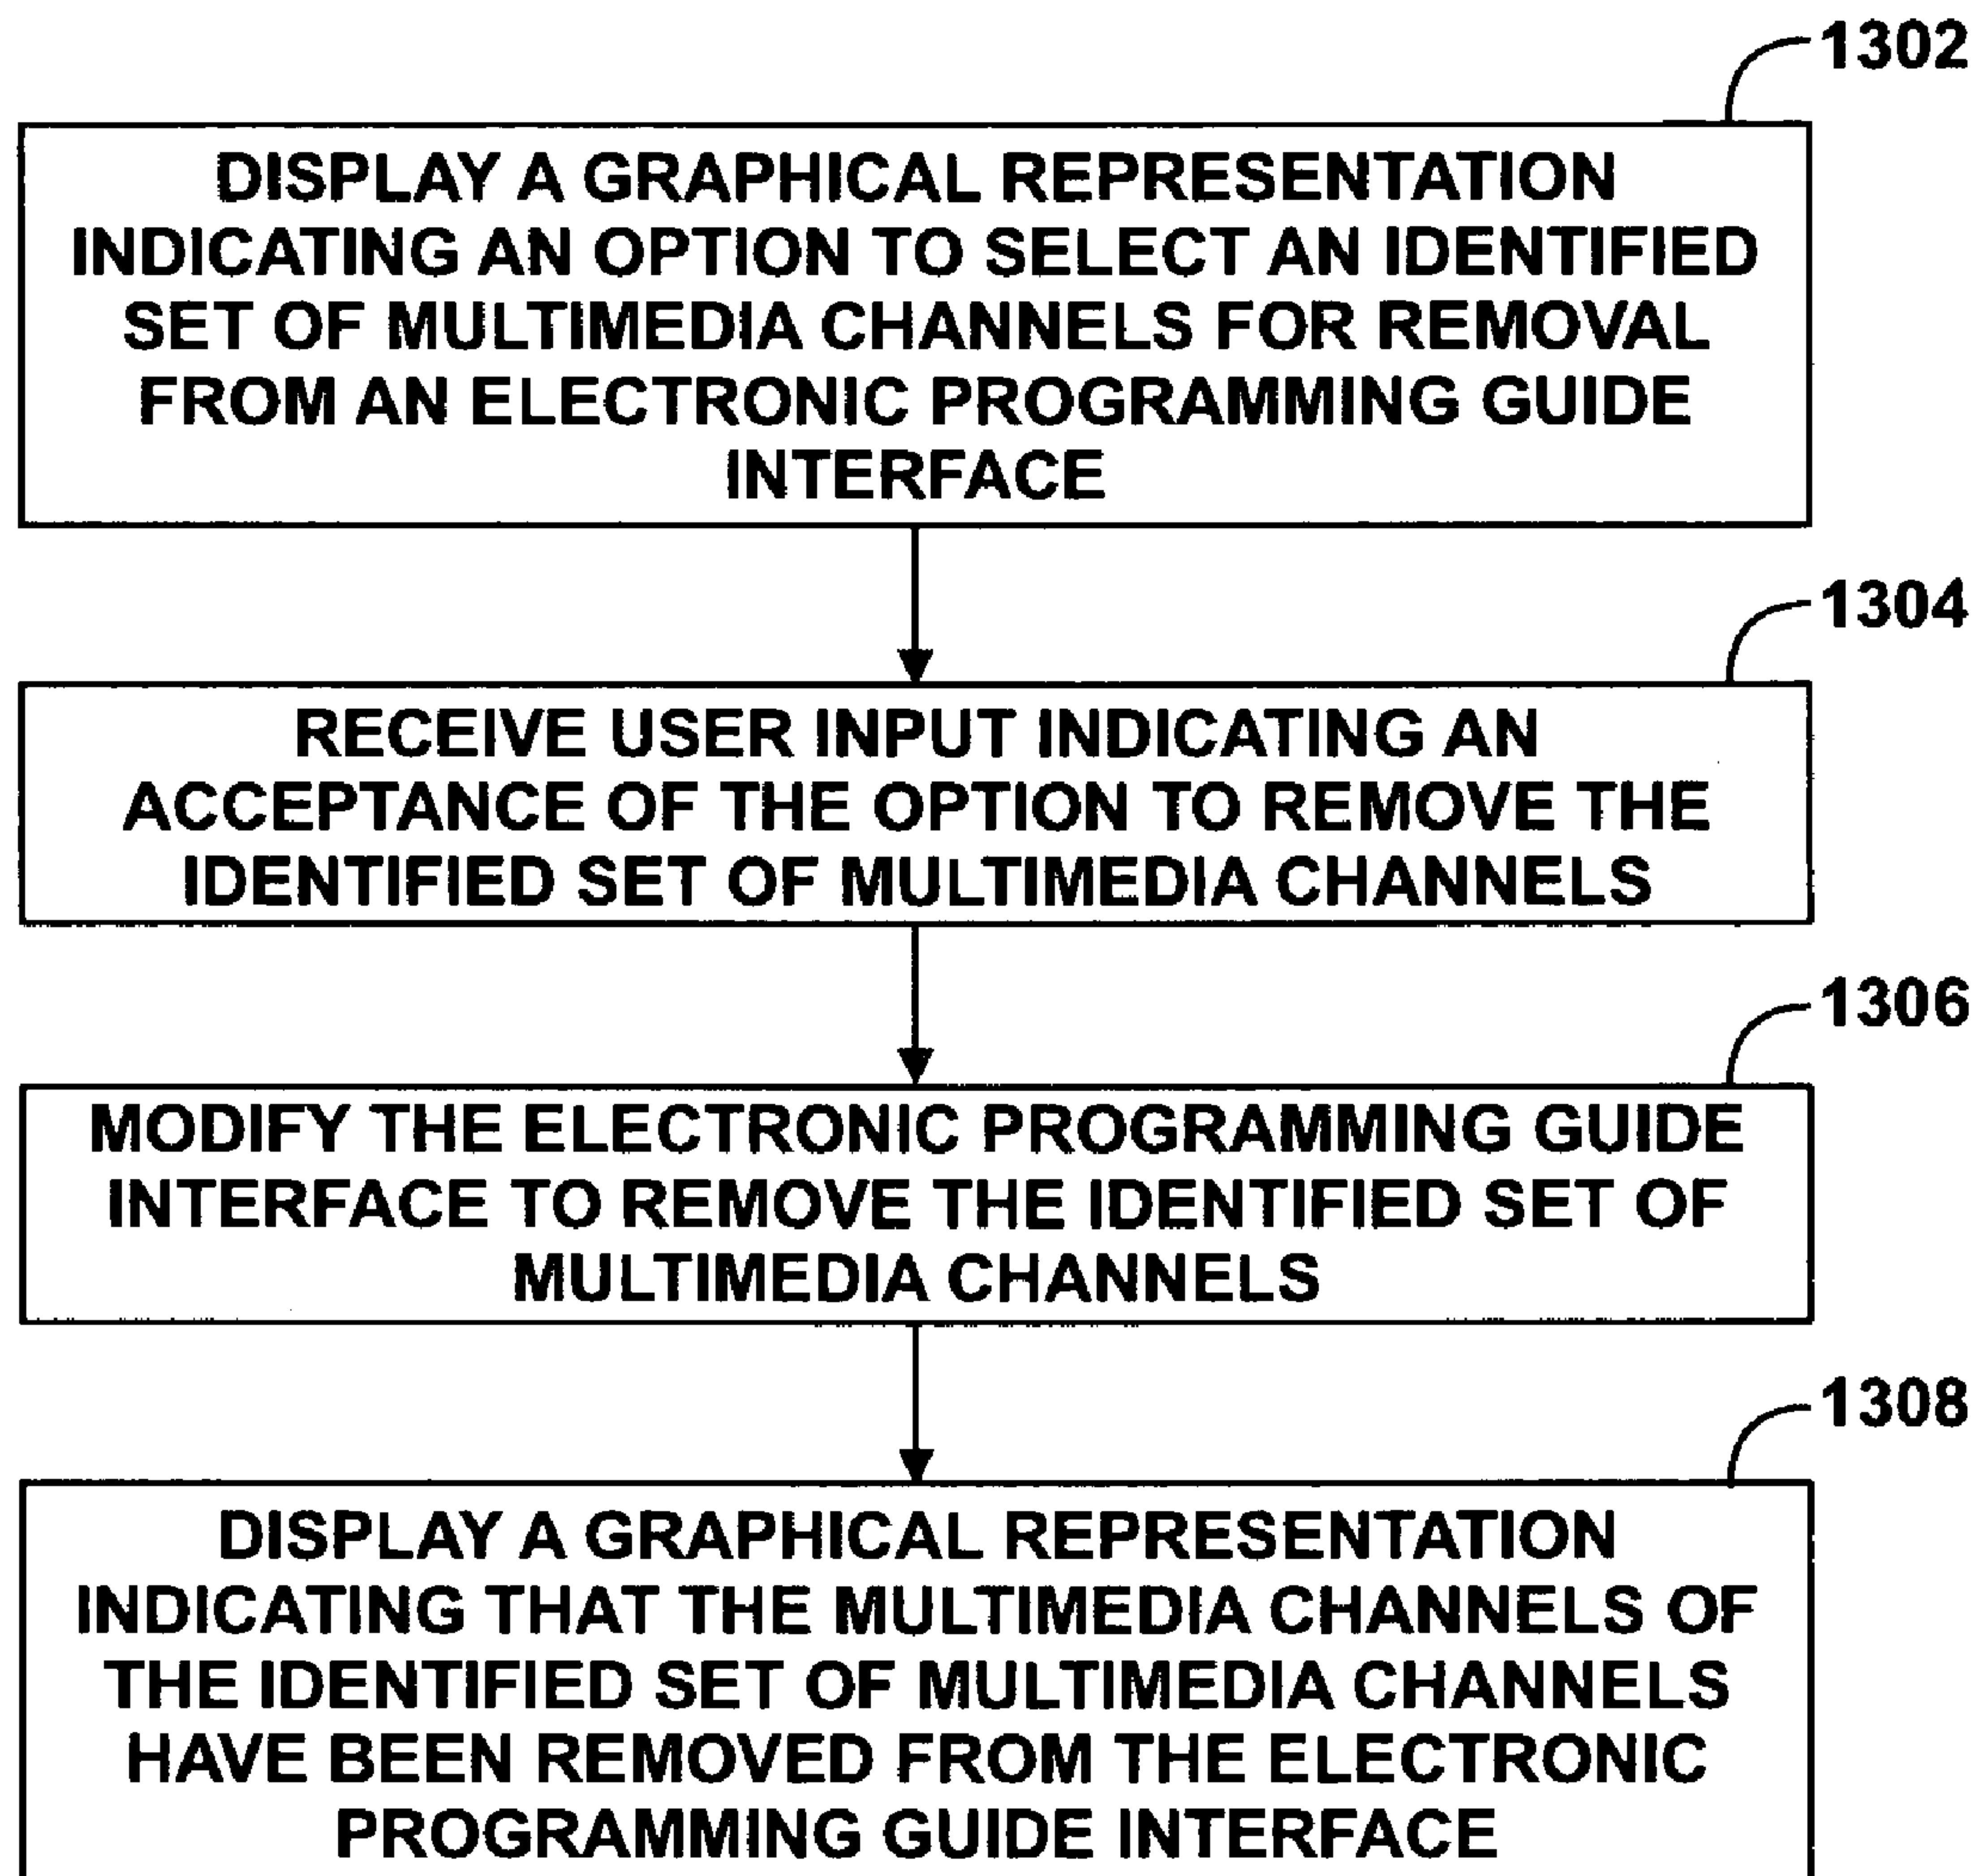 1302
DISPLAY A GRAPHICAL REPRESENTATION
INDICATING AN OPTION TO SELECT AN IDENTIFIED
SET OF MULTIMEDIA CHANNELS FOR REMOVAL
FROM AN ELECTRONIC PROGRAMMING GUIDE
INTERFACE
1304
RECEIVE USER INPUT INDICATING AN
ACCEPTANCE OF THE OPTION TO REMOVE THE
IDENTIFIED SET OF MULTIMEDIA CHANNELS
1306
MODIFY THE ELECTRONIC PROGRAMMING GUIDE
INTERFACE TO REMOVE THE IDENTIFIED SET OF
MULTIMEDIA CHANNELS
1308
DISPLAY A GRAPHICAL REPRESENTATION
INDICATING THAT THE MULTIMEDIA CHANNELS OF
THE IDENTIFIED SET OF MULTIMEDIA CHANNELS
HAVE BEEN REMOVED FROM THE ELECTRONIC
PROGRAMMING GUIDE INTERFACE